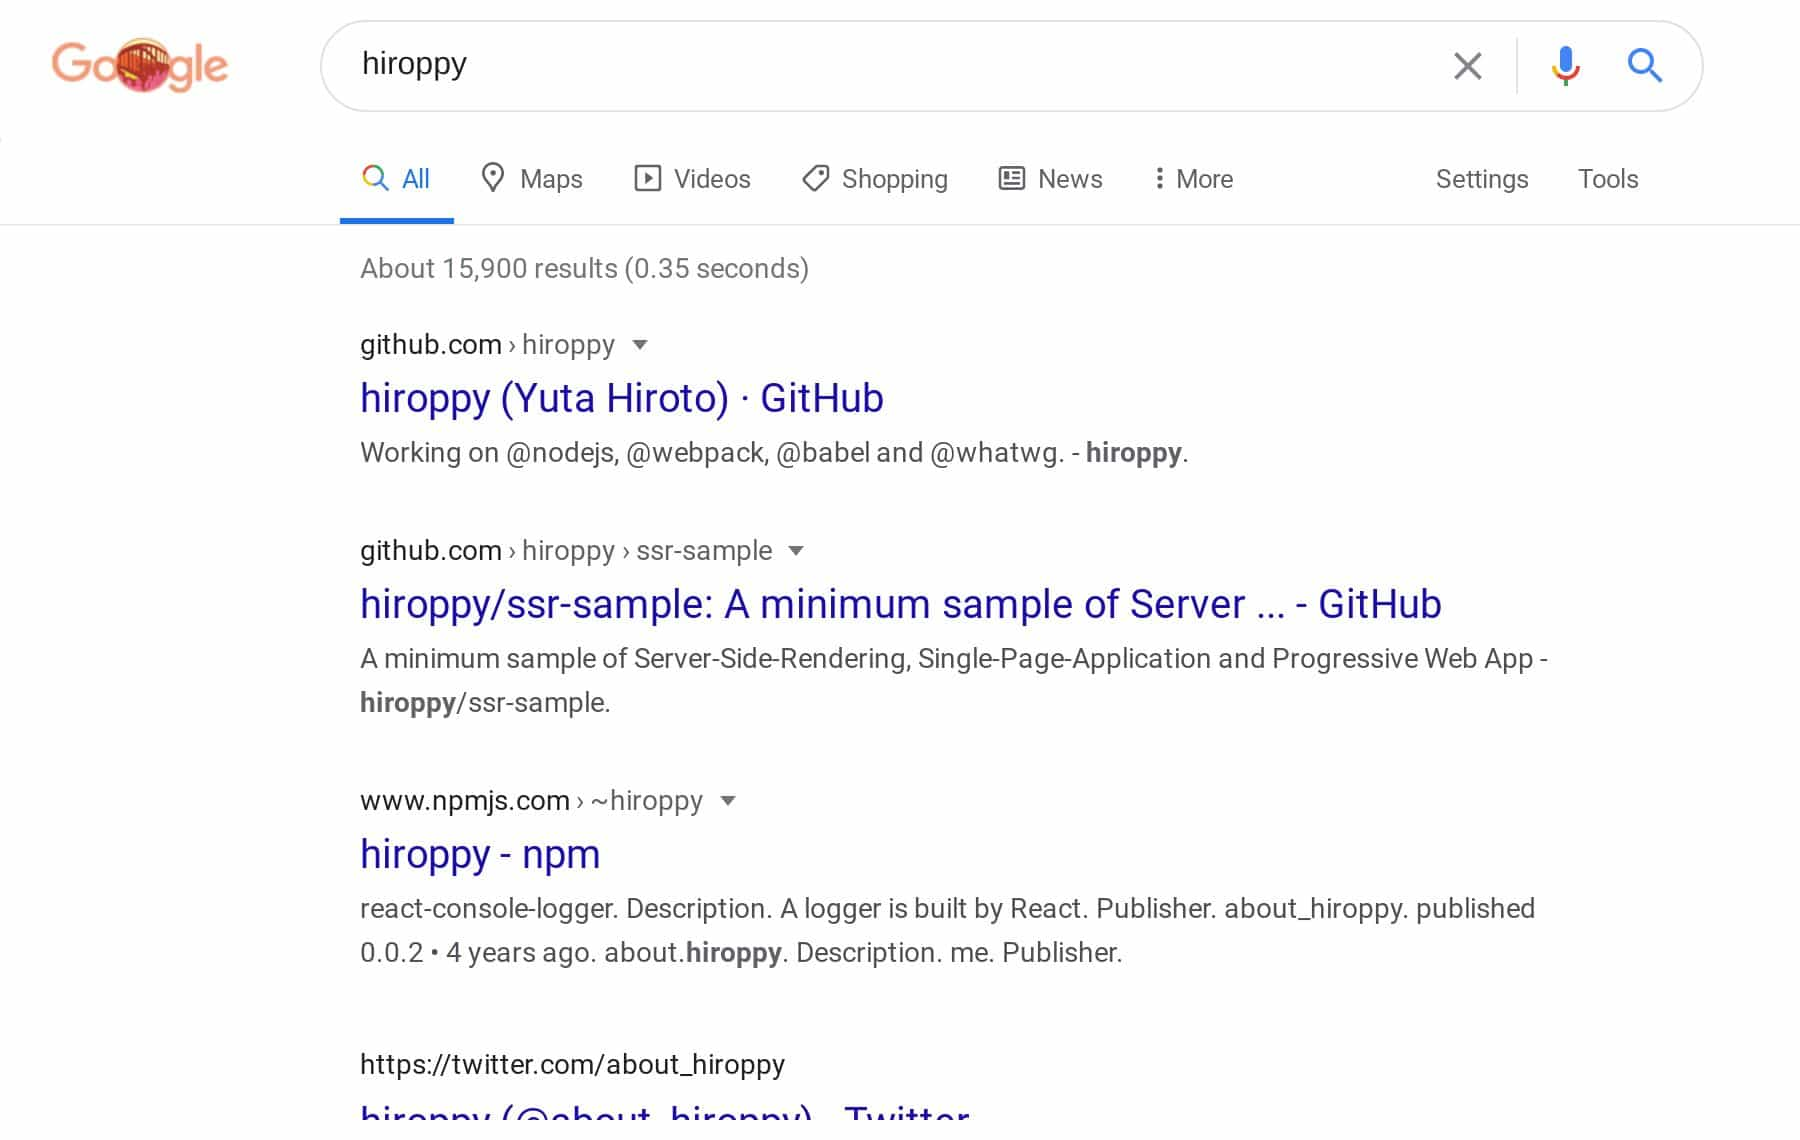 Google
hiroppy
All Maps Videos Shopping News More Settings Tools
About 15,900 results (0.35 seconds)
github.com › hiroppy
hiroppy (Yuta Hiroto) · GitHub
Working on @nodejs, @webpack, @babel and @whatwg. - hiroppy.
github.com › hiroppy › ssr-sample
hiroppy/ssr-sample: A minimum sample of Server ... - GitHub
A minimum sample of Server-Side-Rendering, Single-Page-Application and Progressive Web App -
hiroppy/ssr-sample.
www.npmjs.com › ~hiroppy
hiroppy - npm
react-console-logger. Description. A logger is built by React. Publisher. about_hiroppy. published
0.0.2 • 4 years ago. about.hiroppy. Description. me. Publisher.
https://twitter.com/about_hiroppy
hiroppy (@about_hiroppy) - Twitter